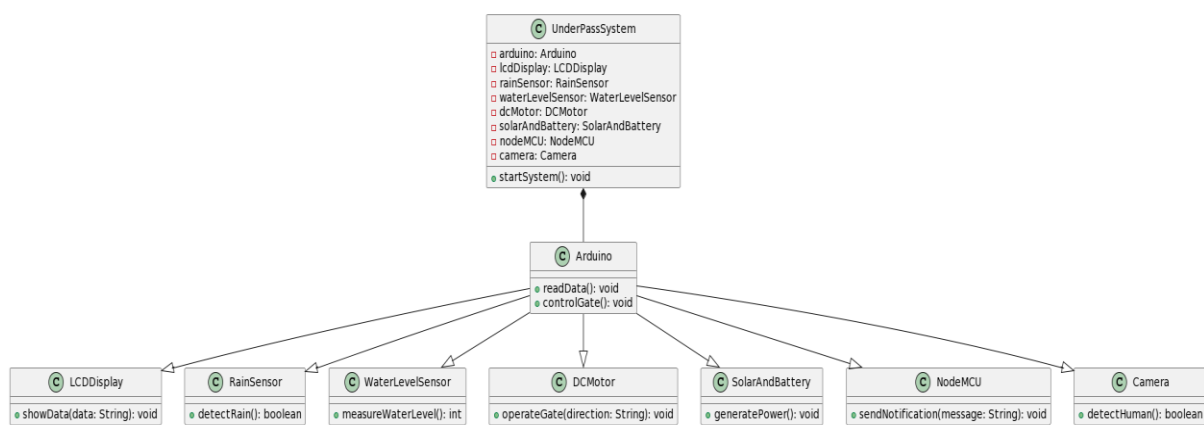 C UnderPassSystem
arduino: Arduino
lcdDisplay: LCDDisplay
rainSensor: RainSensor
waterLevelSensor: WaterLevelSensor
dcMotor: DCMotor
solarAndBattery: SolarAndBattery
nodeMCU: NodeMCU
camera: Camera
startSystem(): void
C Arduino
readData(): void
controlGate(): void
C LCDDisplay
showData(data: String): void
C RainSensor
detectRain(): boolean
C WaterLevelSensor
measureWaterLevel(): int
C DCMotor
operateGate(direction: String): void
C SolarAndBattery
generatePower(): void
C NodeMCU
sendNotification(message: String): void
C Camera
detectHuman(): boolean